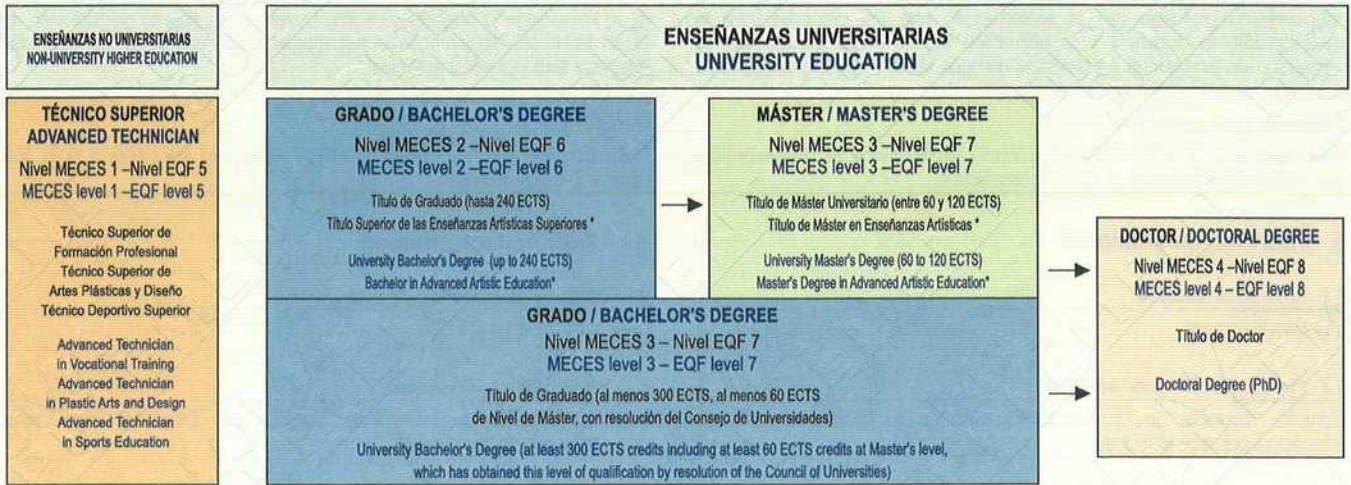 ENSEÑANZAS NO UNIVERSITARIAS
NON-UNIVERSITY HIGHER EDUCATION
ENSEÑANZAS UNIVERSITARIAS
UNIVERSITY EDUCATION
TÉCNICO SUPERIOR
ADVANCED TECHNICIAN
Nivel MECES 1 –Nivel EQF 5
MECES level 1 –EQF level 5
Técnico Superior de
Formación Profesional
Técnico Superior de
Artes Plásticas y Diseño
Técnico Deportivo Superior
Advanced Technician
in Vocational Training
Advanced Technician
in Plastic Arts and Design
Advanced Technician
in Sports Education
GRADO / BACHELOR'S DEGREE
Nivel MECES 2 –Nivel EQF 6
MECES level 2 –EQF level 6
Título de Graduado (hasta 240 ECTS)
Título Superior de las Enseñanzas Artísticas Superiores *
University Bachelor's Degree (up to 240 ECTS)
Bachelor in Advanced Artistic Education*
MÁSTER / MASTER'S DEGREE
Nivel MECES 3 –Nivel EQF 7
MECES level 3 –EQF level 7
Título de Máster Universitario (entre 60 y 120 ECTS)
Título de Máster en Enseñanzas Artísticas *
University Master's Degree (60 to 120 ECTS)
Master's Degree in Advanced Artistic Education*
GRADO / BACHELOR'S DEGREE
Nivel MECES 3 – Nivel EQF 7
MECES level 3 – EQF level 7
Título de Graduado (al menos 300 ECTS, al menos 60 ECTS
de Nivel de Máster, con resolución del Consejo de Universidades)
University Bachelor's Degree (at least 300 ECTS credits including at least 60 ECTS credits at Master's level,
which has obtained this level of qualification by resolution of the Council of Universities)
DOCTOR / DOCTORAL DEGREE
Nivel MECES 4 –Nivel EQF 8
MECES level 4 – EQF level 8
Título de Doctor
Doctoral Degree (PhD)